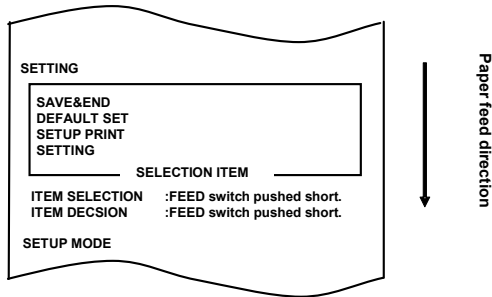 SETTING
SAVE&END
DEFAULT SET
SETUP PRINT
SETTING
SELECTION ITEM
ITEM SELECTION :FEED switch pushed short.
ITEM DECSION :FEED switch pushed short.
SETUP MODE
Paper feed direction